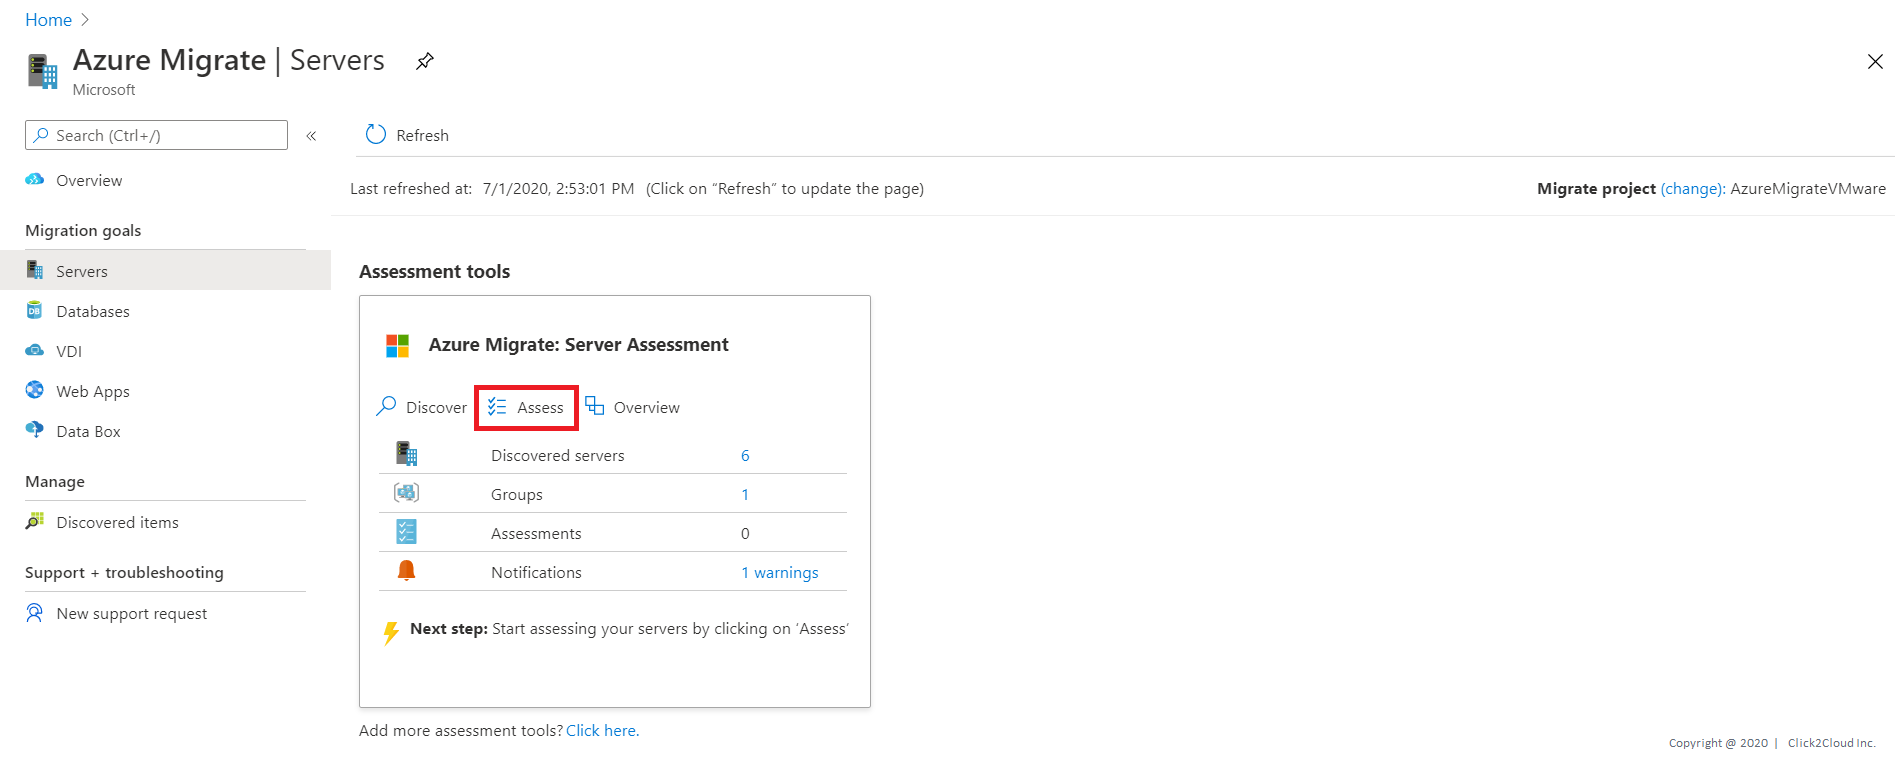 Home
Azure Migrate | Servers
Microsoft
Search (Ctrl+/)
«
Refresh
Overview
Last refreshed at: 7/1/2020, 2:53:01 PM (Click on “Refresh” to update the page)
Migrate project (change): AzureMigrateVMware
Migration goals
Servers
Databases
VDI
Web Apps
Data Box
Manage
Discovered items
Support + troubleshooting
New support request
Assessment tools
Azure Migrate: Server Assessment
Discover Assess Overview
Discovered servers 6
Groups 1
Assessments 0
Notifications 1 warnings
Next step: Start assessing your servers by clicking on ‘Assess’
Add more assessment tools? Click here.
Copyright @ 2020 | Click2Cloud Inc.